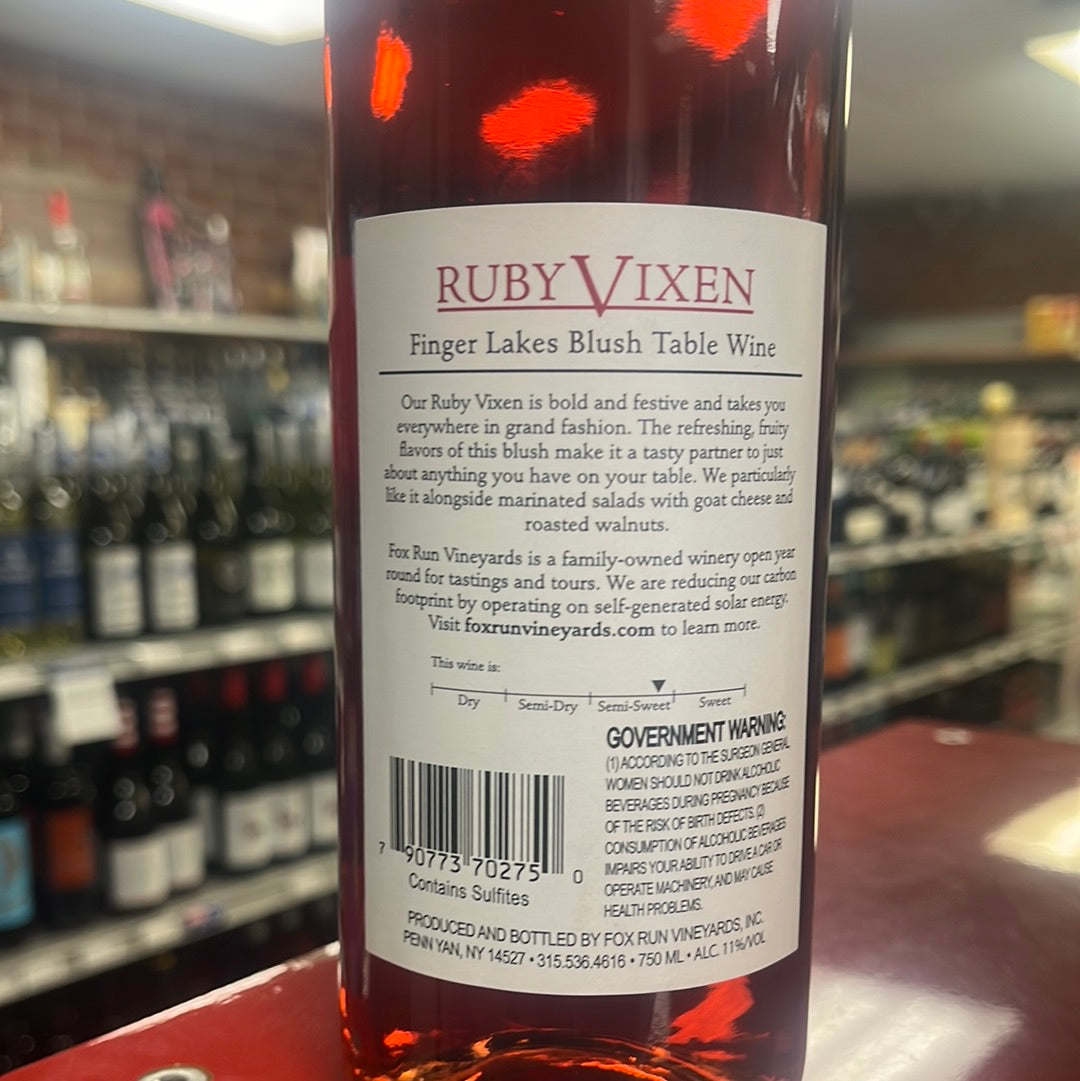 RUBY VIXEN
Finger Lakes Blush Table Wine
Our Ruby Vixen is bold and festive and takes you
everywhere in grand fashion. The refreshing, fruity
flavors of this blush make it a tasty partner to just
about anything you have on your table. We particularly
like it alongside marinated salads with goat cheese and
roasted walnuts.
Fox Run Vineyards is a family-owned winery open year
round for tastings and tours. We are reducing our carbon
footprint by operating on self-generated solar energy.
Visit foxrunvineyards.com to learn more.
This wine is:
Dry Semi-Dry Semi-Sweet Sweet
GOVERNMENT WARNING:
(1) ACCORDING TO THE SURGEON GENERAL
WOMEN SHOULD NOT DRINK ALCOHOLIC
BEVERAGES DURING PREGNANCY BECAUSE
OF THE RISK OF BIRTH DEFECTS. (2)
CONSUMPTION OF ALCOHOLIC BEVERAGES
IMPAIRS YOUR ABILITY TO DRIVE A CAR OR
OPERATE MACHINERY, AND MAY CAUSE
HEALTH PROBLEMS.
7 90773 70275 0
Contains Sulfites
PRODUCED AND BOTTLED BY FOX RUN VINEYARDS, INC.
PENN YAN, NY 14527 • 315.536.4616 • 750 ML • ALC. 11%/VOL